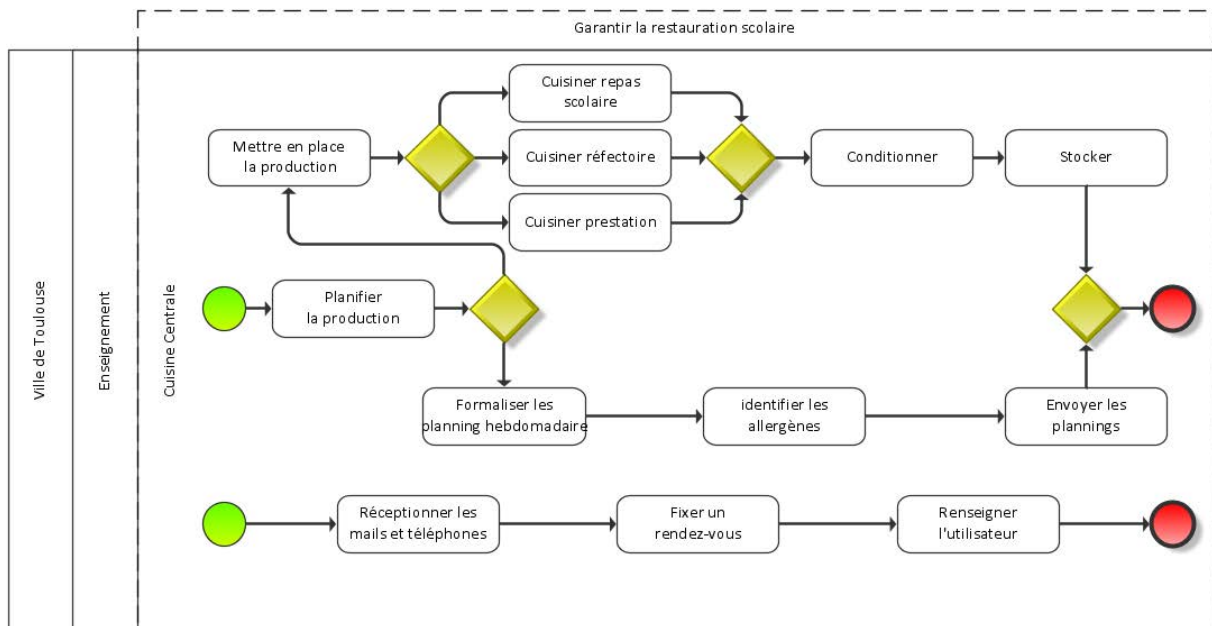 Garantir la restauration scolaire
Ville de Toulouse
Enseignement
Cuisine Centrale
Cuisiner repas
scolaire
Mettre en place
la production
Cuisiner réfectoire
Conditionner
Stocker
Cuisiner prestation
Planifier
la production
Formaliser les
planning hebdomadaire
identifier les
allergènes
Envoyer les
plannings
Réceptionner les
mails et téléphones
Fixer un
rendez-vous
Renseigner
l'utilisateur